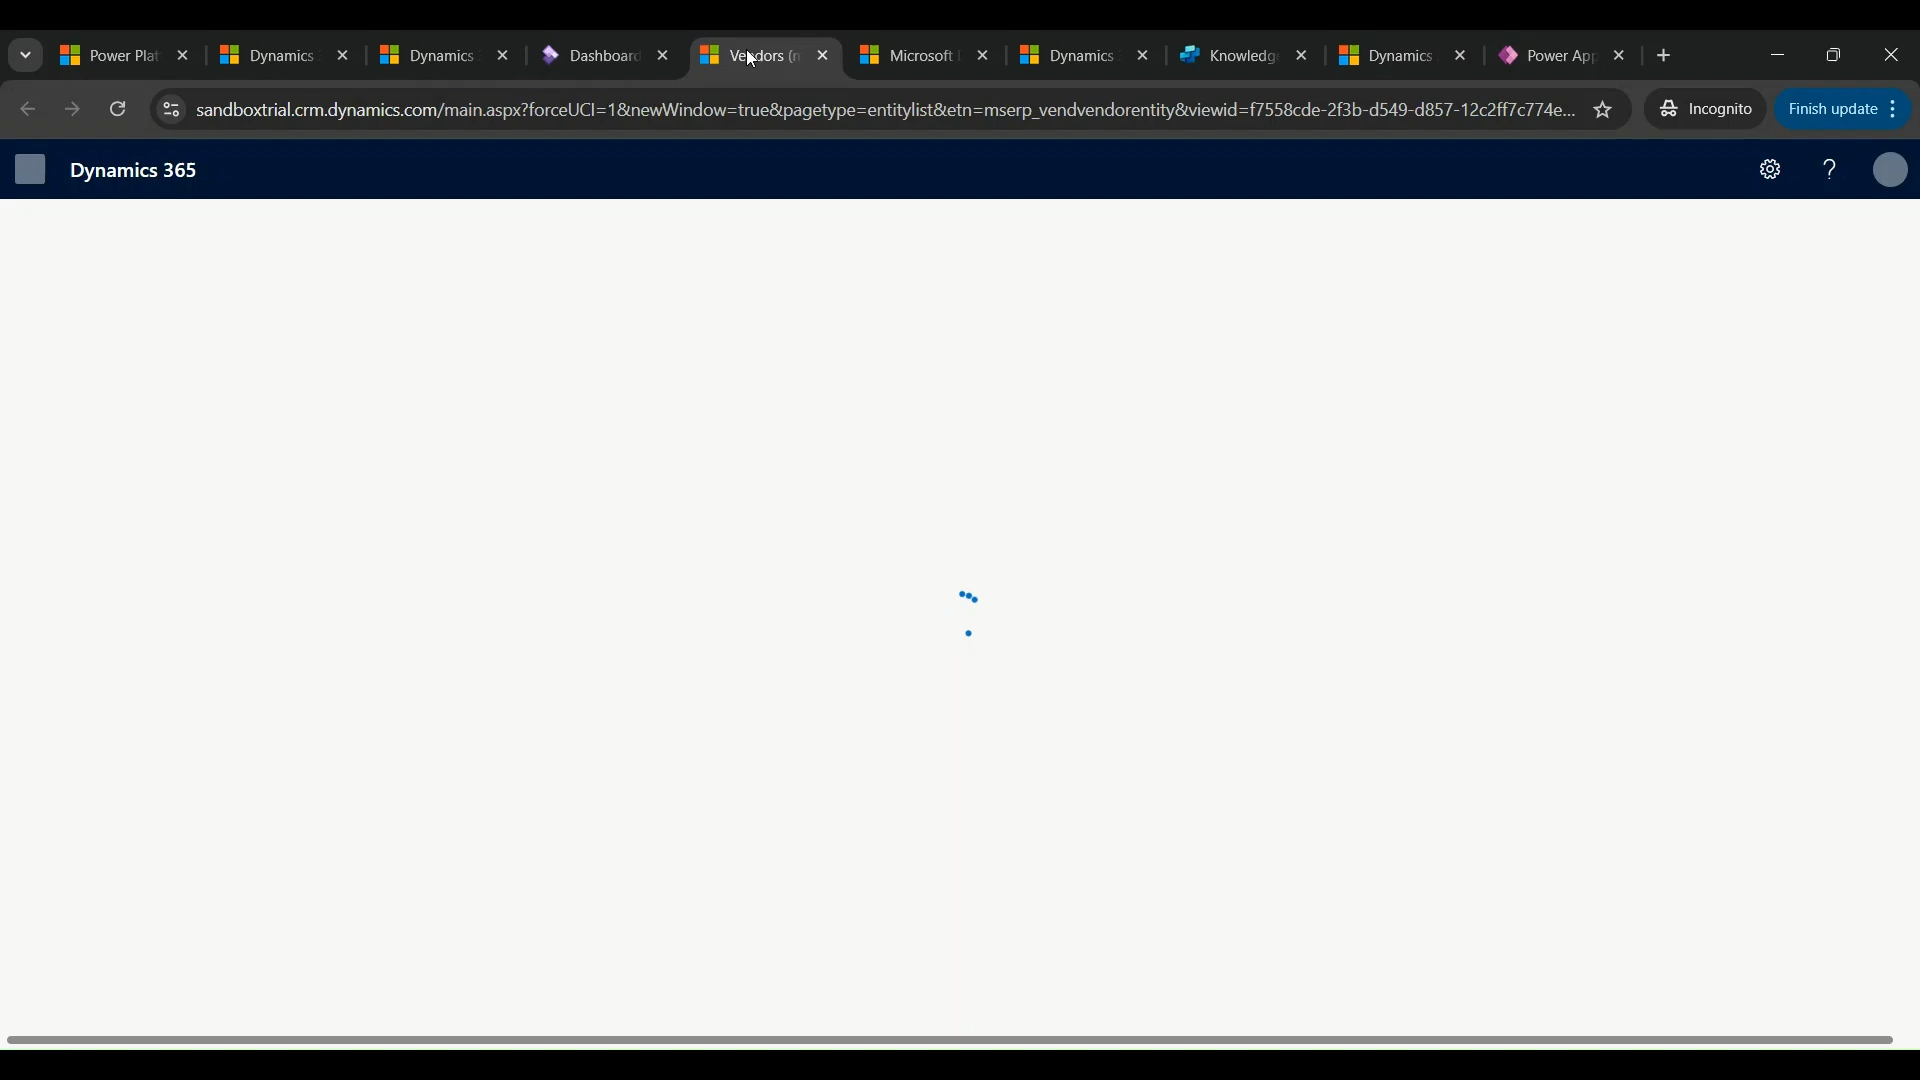 Power Plat
Dynamics
Dynamics
Dashboard
Vendors (
Microsoft
Dynamics
Knowledg
Dynamics
Power App
sandboxtrial.crm.dynamics.com/main.aspx?forceUCI=1&newWindow=true&pagetype=entitylist&etn=mserp_vendvendorentity&viewid=f7558cde-2f3b-d549-d857-12c2ff7c774e...
Incognito
Finish update
Dynamics 365